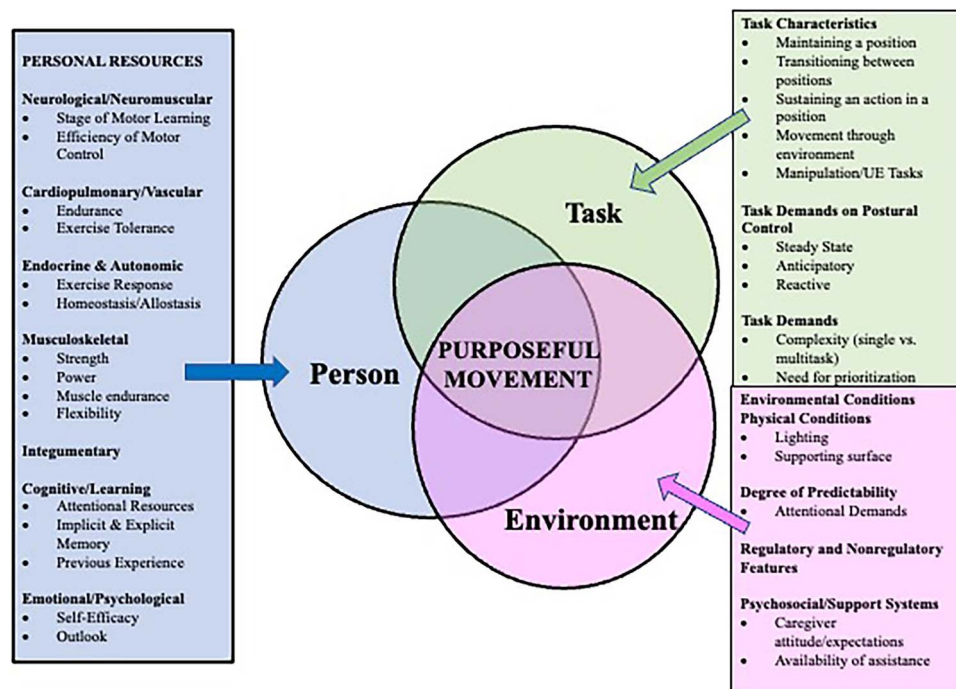 PERSONAL RESOURCES
Neurological/Neuromuscular
• Stage of Motor Learning
• Efficiency of Motor
Control
Cardiopulmonary/Vascular
• Endurance
• Exercise Tolerance
Endocrine & Autonomic
• Exercise Response
• Homeostasis/Allostasis
Musculoskeletal
• Strength
• Power
• Muscle endurance
• Flexibility
Integumentary
Cognitive/Learning
• Attentional Resources
• Implicit & Explicit
Memory
• Previous Experience
Emotional/Psychological
• Self-Efficacy
• Outlook
Task
Person
PURPOSEFUL
MOVEMENT
Environment
Task Characteristics
• Maintaining a position
• Transitioning between
positions
• Sustaining an action in a
position
• Movement through
environment
• Manipulation/UE Tasks
Task Demands on Postural
Control
• Steady State
• Anticipatory
• Reactive
Task Demands
• Complexity (single vs.
multitask)
• Need for prioritization
Environmental Conditions
Physical Conditions
• Lighting
• Supporting surface
Degree of Predictability
• Attentional Demands
Regulatory and Nonregulatory
Features
Psychosocial/Support Systems
• Caregiver
attitude/expectations
• Availability of assistance